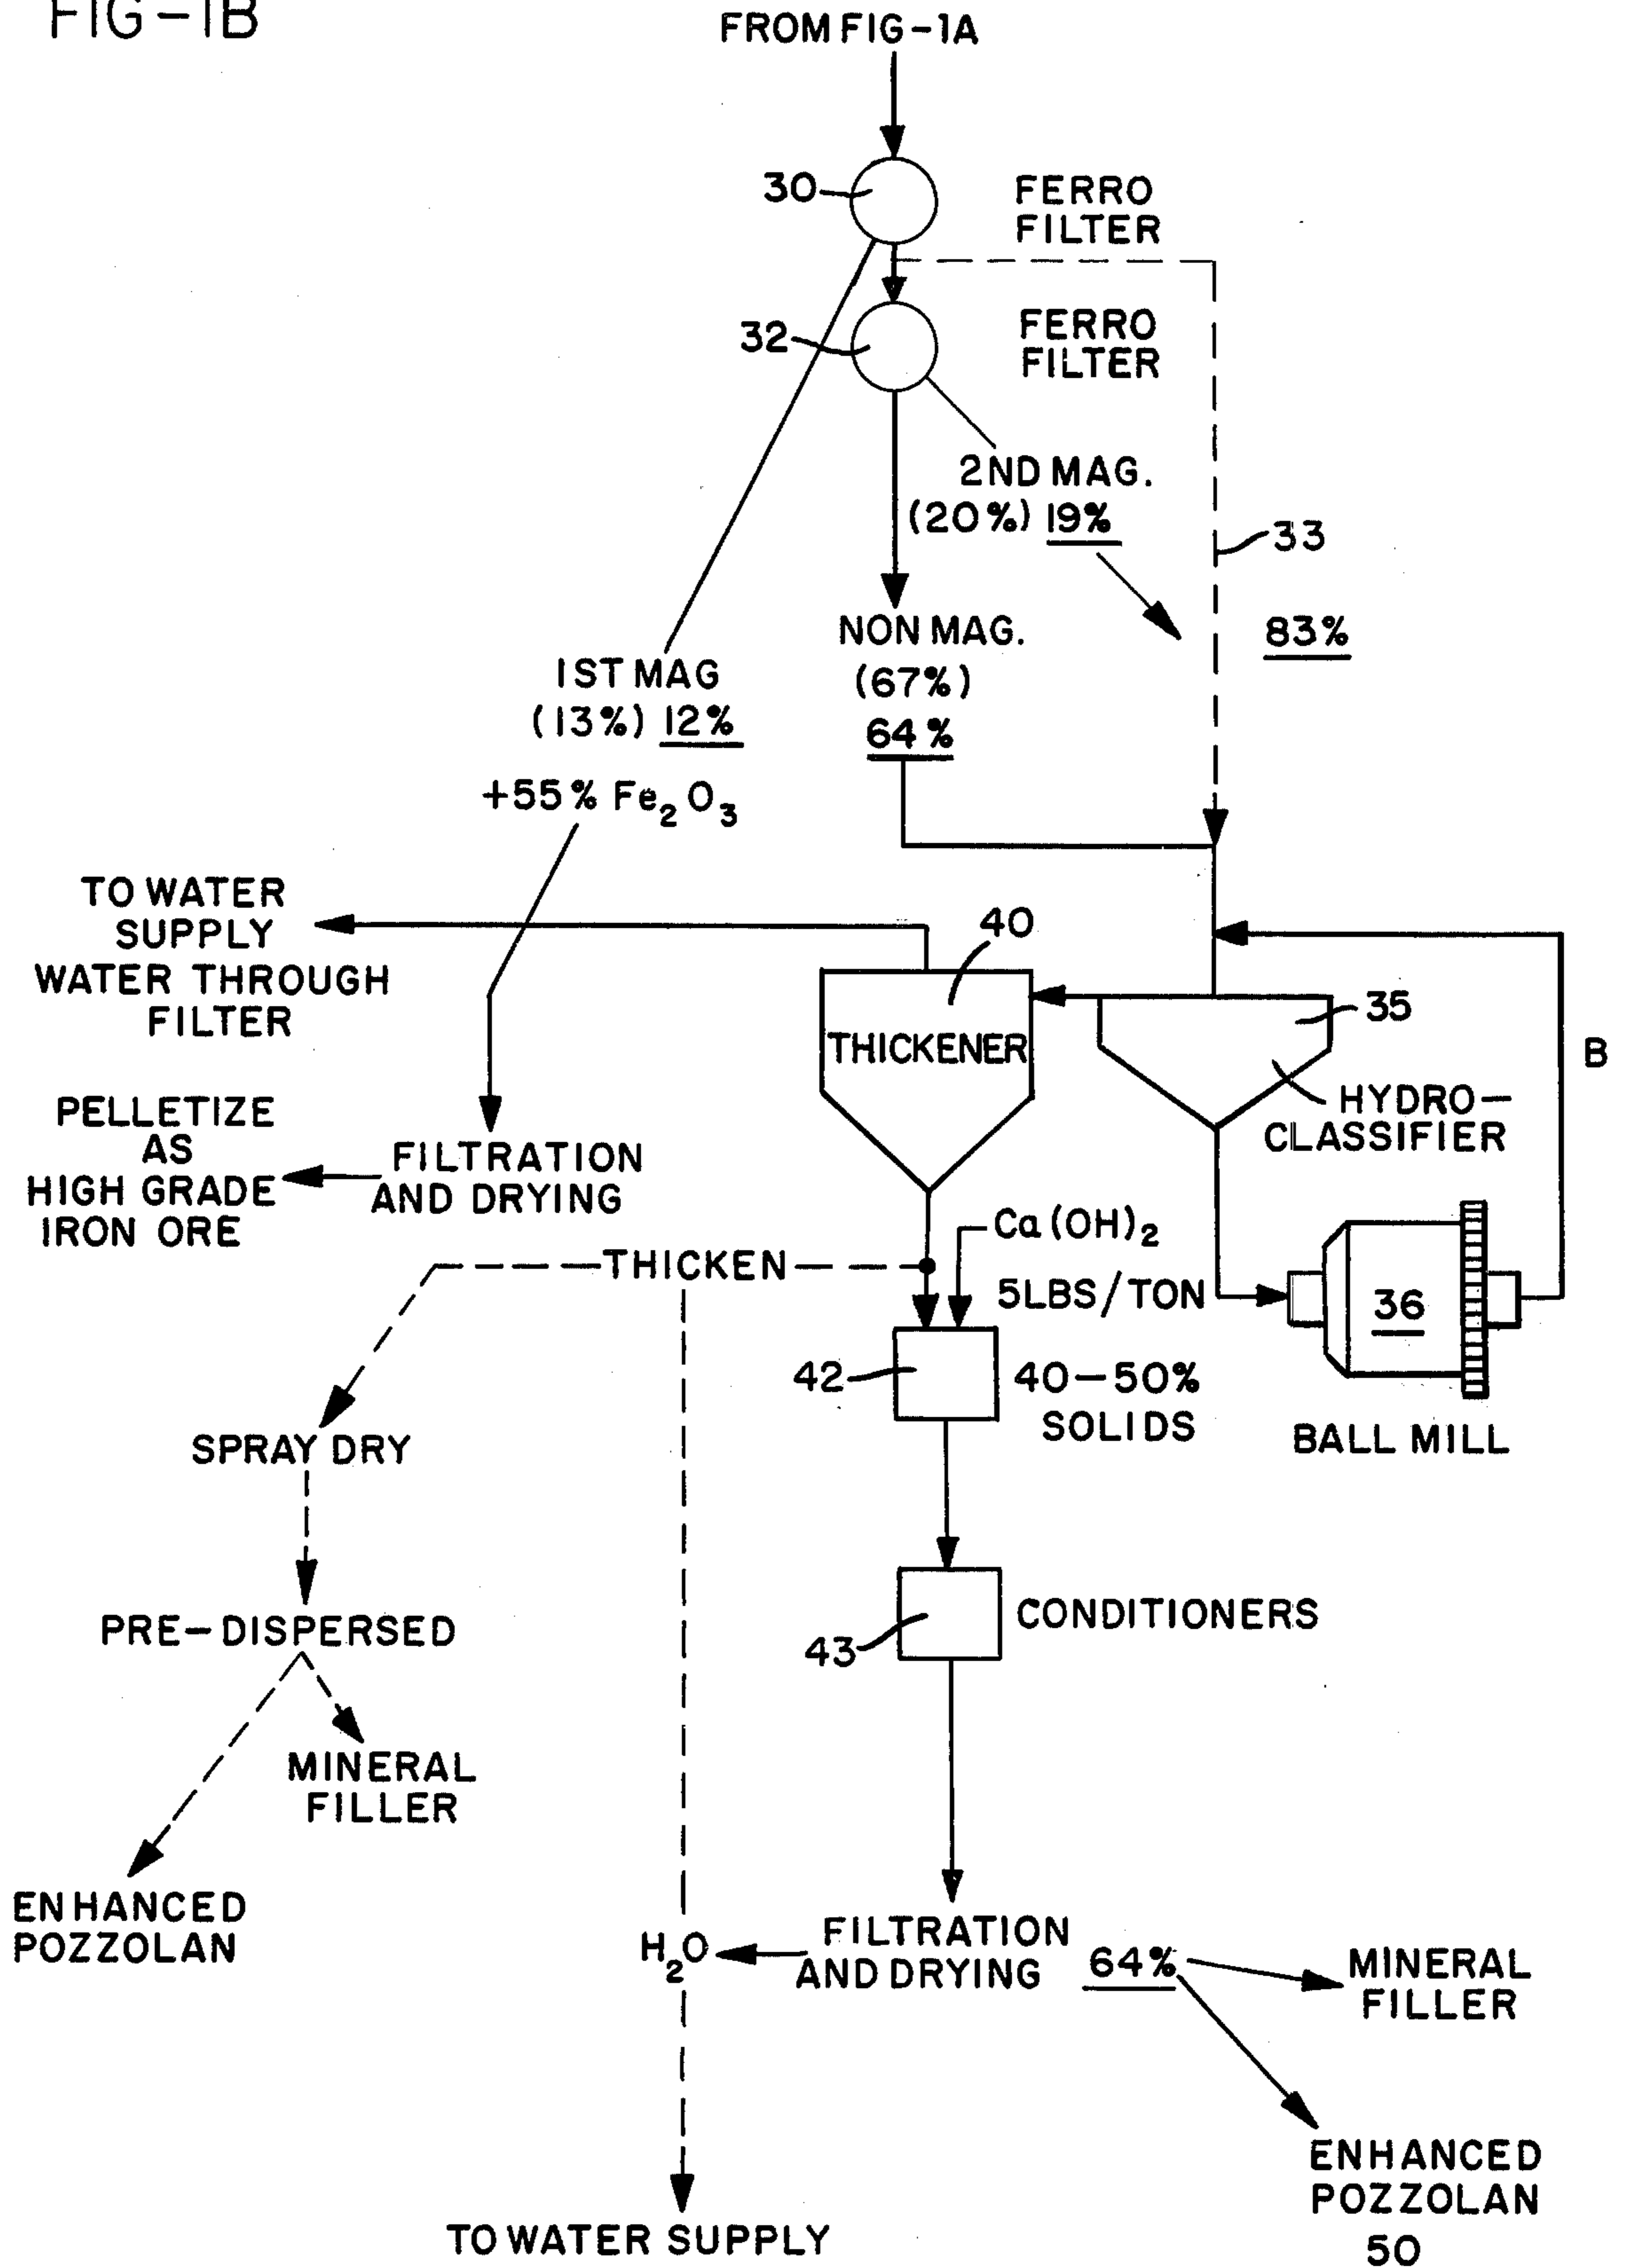 FIG-1B
FROM FIG-1A
30
FERRO
FILTER
32
FERRO
FILTER
2ND MAG.
(20%) 19%
33
83%
NON MAG.
(67%)
64%
1ST MAG
(13%) 12%
+55% Fe2O3
TO WATER
SUPPLY
WATER THROUGH
FILTER
40
THICKENER
35
HYDRO-
CLASSIFIER
B
PELLETIZE
AS
HIGH GRADE
IRON ORE
FILTRATION
AND DRYING
Ca(OH)2
5LBS/TON
THICKEN
36
BALL MILL
42
40-50%
SOLIDS
SPRAY DRY
43
CONDITIONERS
PRE-DISPERSED
MINERAL
FILLER
ENHANCED
POZZOLAN
H2O
FILTRATION
AND DRYING
64%
MINERAL
FILLER
ENHANCED
POZZOLAN
50
TO WATER SUPPLY